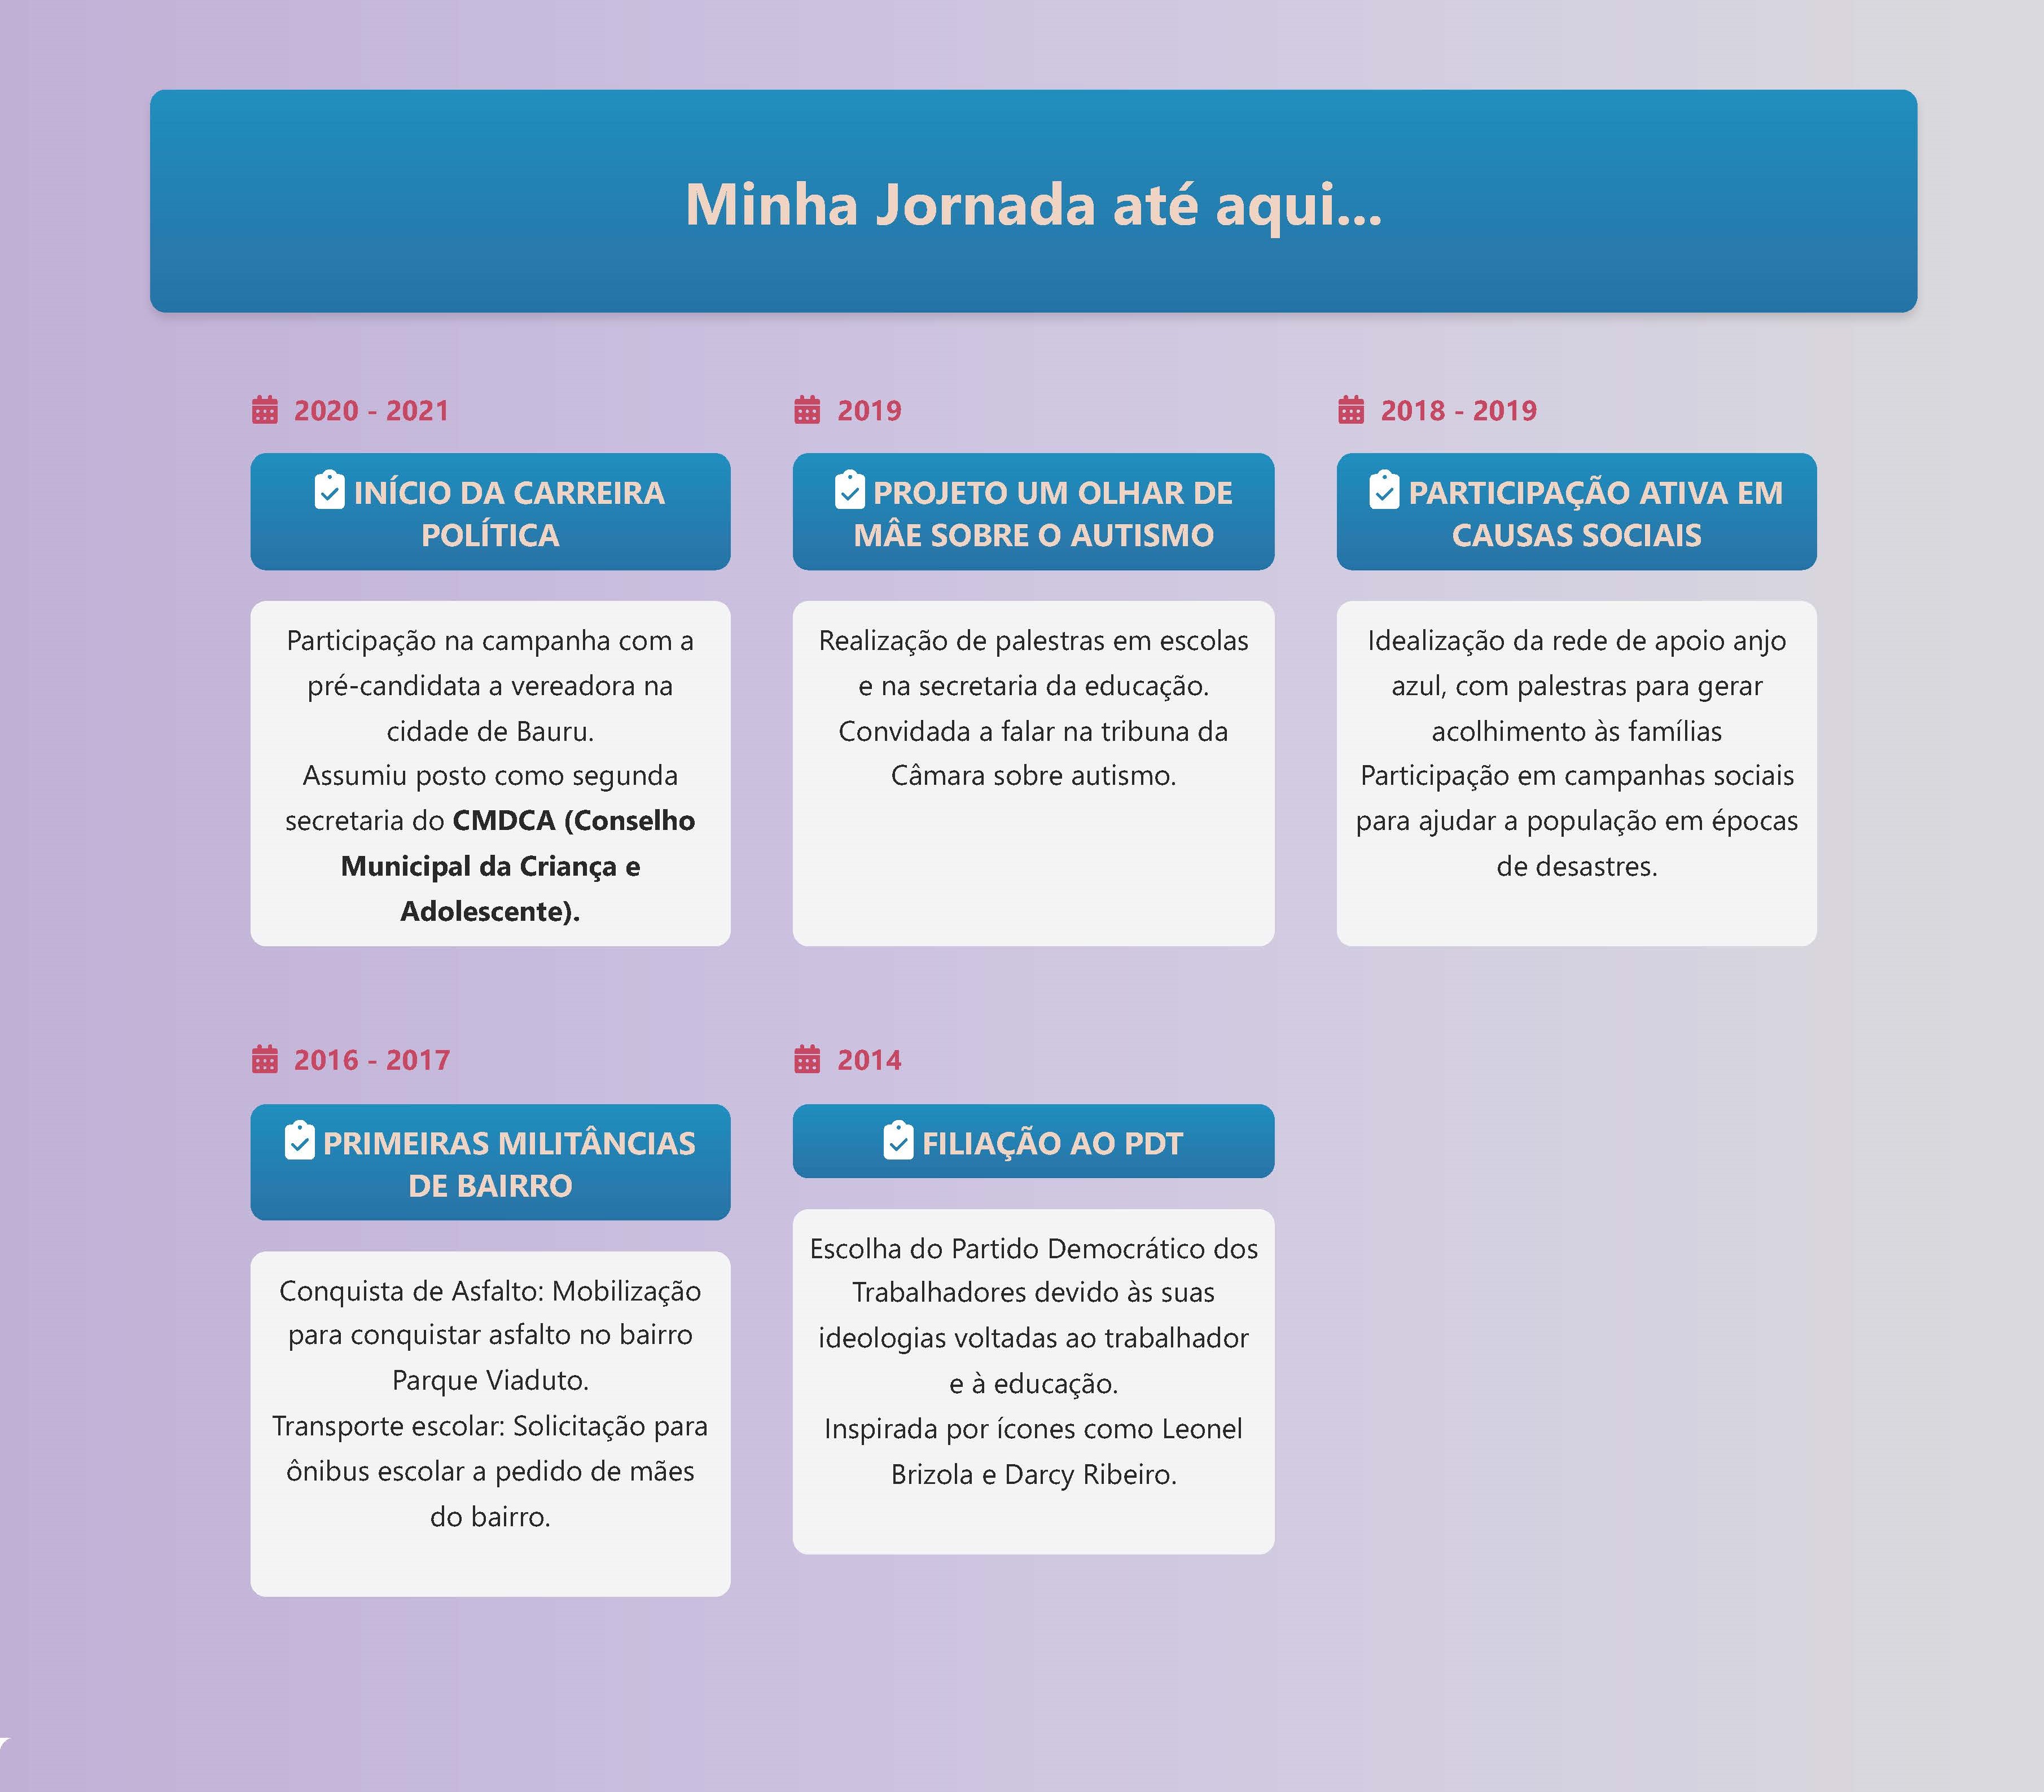 Minha Jornada até aqui...
2020 - 2021
INÍCIO DA CARREIRA
POLÍTICA
Participação na campanha com a
pré-candidata a vereadora na
cidade de Bauru.
Assumiu posto como segunda
secretaria do CMDCA (Conselho
Municipal da Criança e
Adolescente).
2019
PROJETO UM OLHAR DE
MÂE SOBRE O AUTISMO
Realização de palestras em escolas
e na secretaria da educação.
Convidada a falar na tribuna da
Câmara sobre autismo.
2018 - 2019
PARTICIPAÇÃO ATIVA EM
CAUSAS SOCIAIS
Idealização da rede de apoio anjo
azul, com palestras para gerar
acolhimento às famílias
Participação em campanhas sociais
para ajudar a população em épocas
de desastres.
2016 - 2017
PRIMEIRAS MILITÂNCIAS
DE BAIRRO
Conquista de Asfalto: Mobilização
para conquistar asfalto no bairro
Parque Viaduto.
Transporte escolar: Solicitação para
ônibus escolar a pedido de mães
do bairro.
2014
FILIAÇÃO AO PDT
Escolha do Partido Democrático dos
Trabalhadores devido às suas
ideologias voltadas ao trabalhador
e à educação.
Inspirada por ícones como Leonel
Brizola e Darcy Ribeiro.